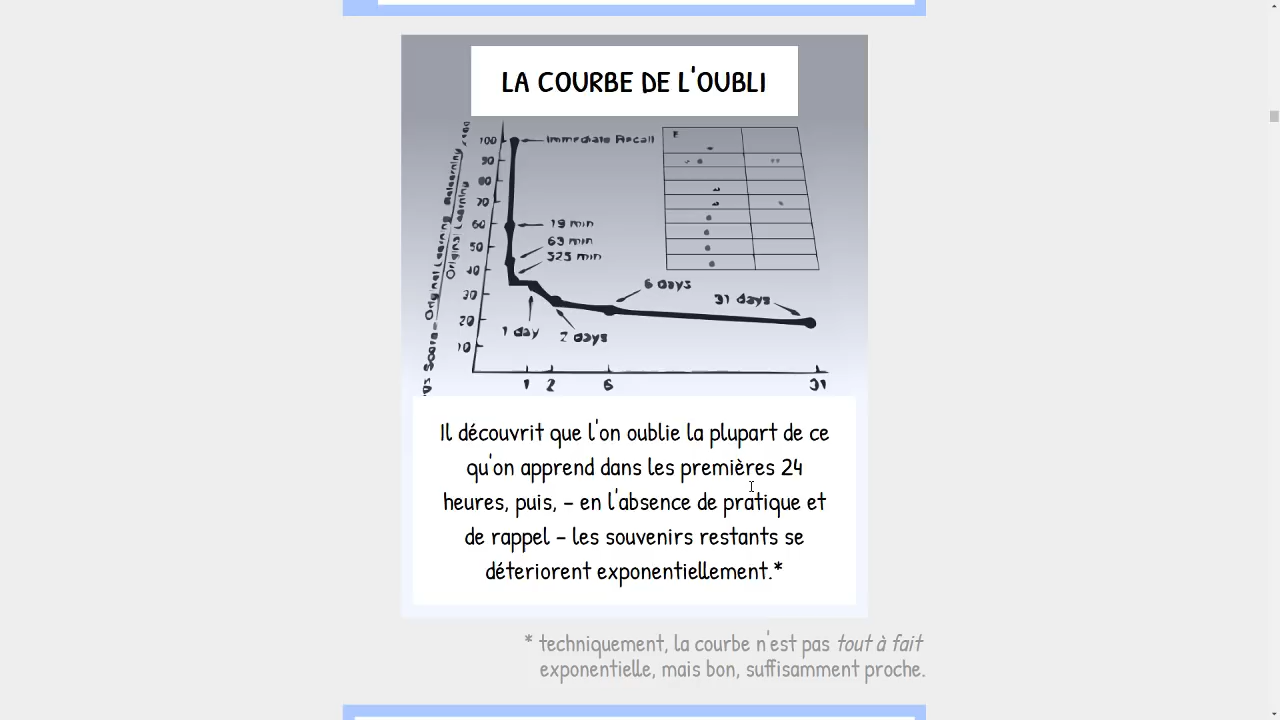 LA COURBE DE L'OUBLI
100
Immediate Recall
E
90
80
70
60
19 min
50
63 min
525 min
40
30
6 days
31 days
20
1 day
2 days
10
1 2 6 31
Original Learning
Il découvrit que l'on oublie la plupart de ce
qu'on apprend dans les premières 24
heures, puis, – en l'absence de pratique et
de rappel – les souvenirs restants se
déteriorent exponentiellement.*
* techniquement, la courbe n'est pas tout à fait
exponentielle, mais bon, suffisamment proche.